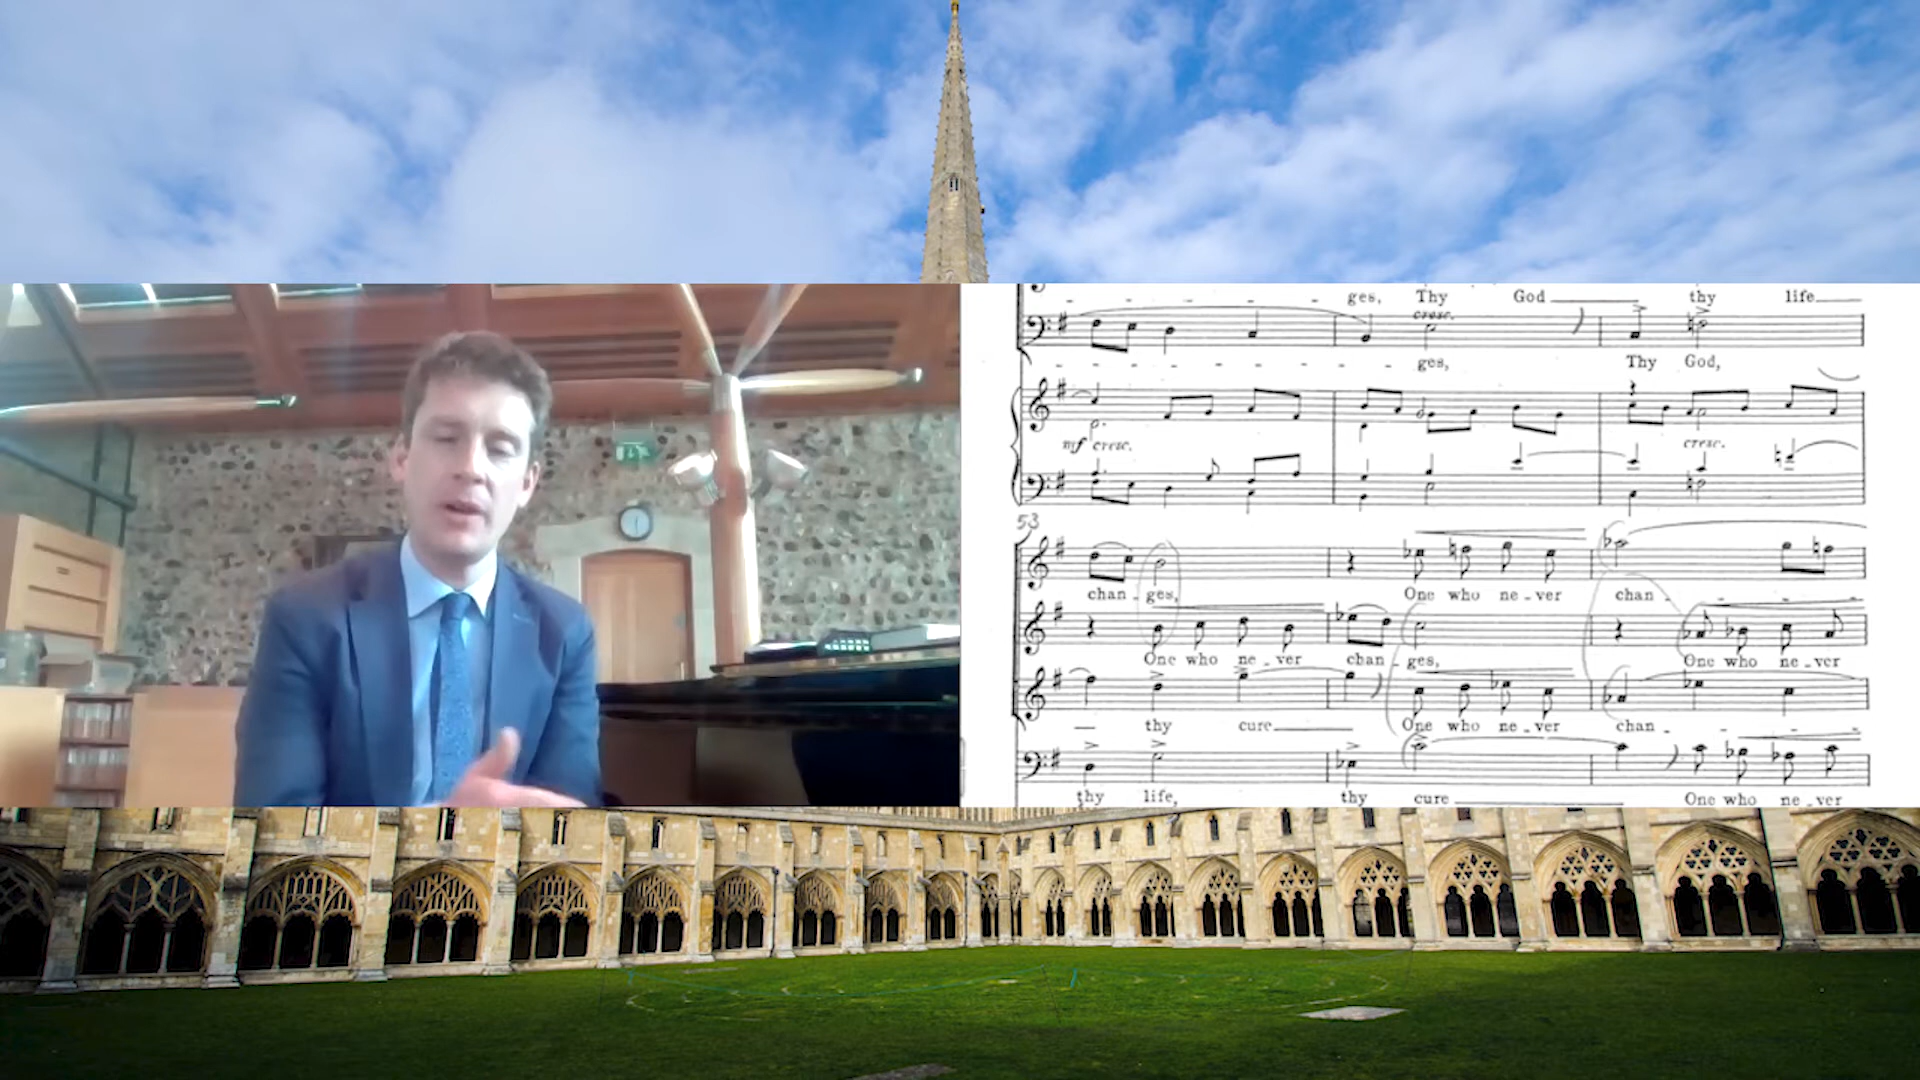 - - - - ges, Thy God thy life
cresc.
- - - - - - - - ges, Thy God,
mf cresc. cresc.
53
chan - ges, One who ne - ver chan -
One who ne - ver chan - ges, One who ne - ver
thy cure One who ne - ver chan -
thy life, thy cure One who ne - ver